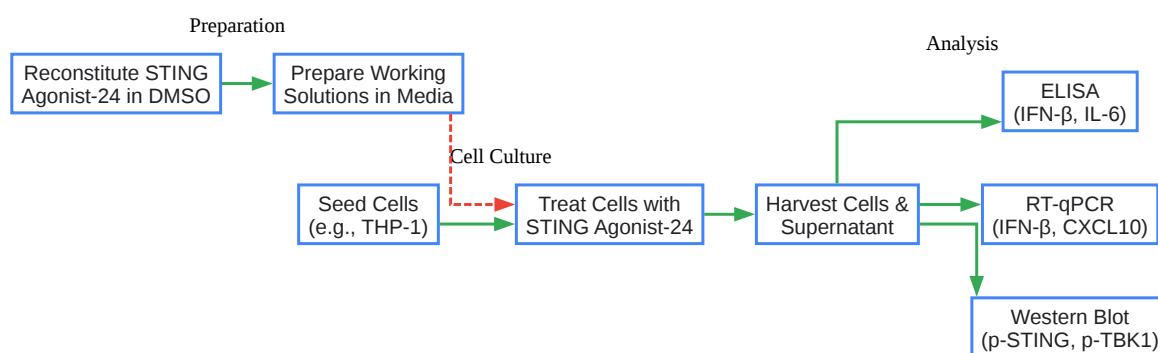 Preparation
Reconstitute STING
Agonist-24 in DMSO
Prepare Working
Solutions in Media
Cell Culture
Seed Cells
(e.g., THP-1)
Treat Cells with
STING Agonist-24
Harvest Cells &
Supernatant
Analysis
ELISA
(IFN-β, IL-6)
RT-qPCR
(IFN-β, CXCL10)
Western Blot
(p-STING, p-TBK1)